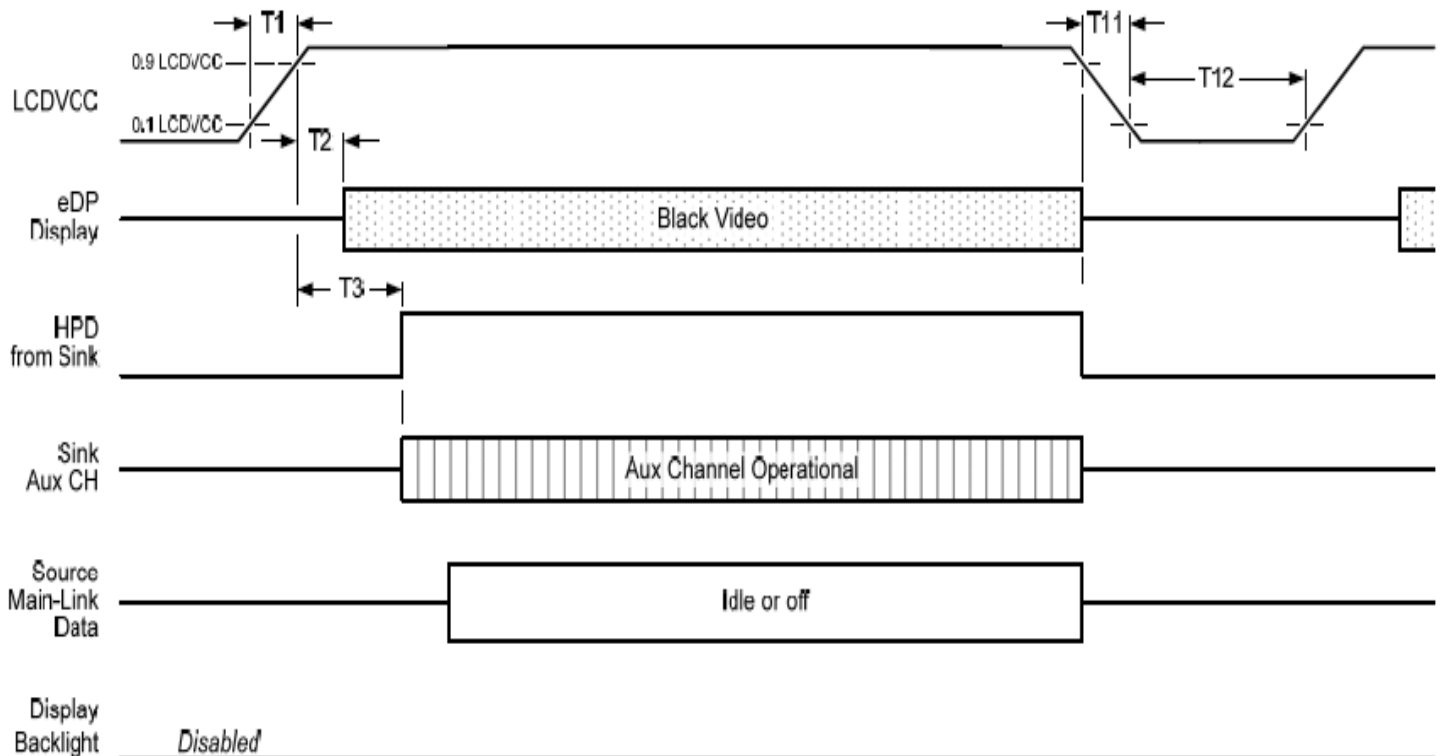 T1
T11
0.9 LCDVCC
LCDVCC
T12
0.1 LCDVCC
T2
eDP
Display
Black Video
T3
HPD
from Sink
Sink
Aux CH
Aux Channel Operational
Source
Main-Link
Data
Idle or off
Display
Backlight
Disabled